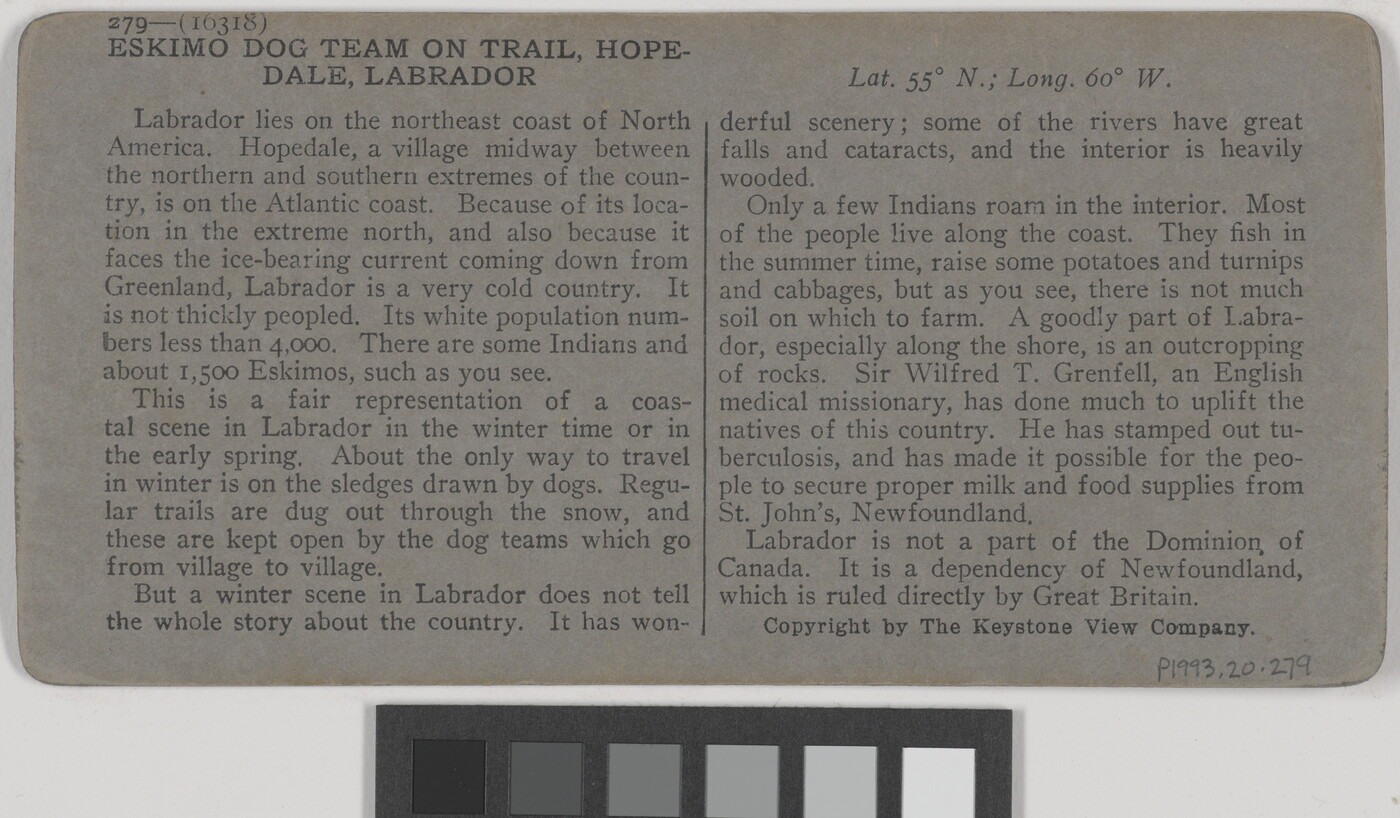 279—(16318)
ESKIMO DOG TEAM ON TRAIL, HOPE-
DALE, LABRADOR
Labrador lies on the northeast coast of North
America. Hopedale, a village midway between
the northern and southern extremes of the coun-
try, is on the Atlantic coast. Because of its loca-
tion in the extreme north, and also because it
faces the ice-bearing current coming down from
Greenland, Labrador is a very cold country. It
is not thickly peopled. Its white population num-
bers less than 4,000. There are some Indians and
about 1,500 Eskimos, such as you see.
This is a fair representation of a coas-
tal scene in Labrador in the winter time or in
the early spring. About the only way to travel
in winter is on the sledges drawn by dogs. Regu-
lar trails are dug out through the snow, and
these are kept open by the dog teams which go
from village to village.
But a winter scene in Labrador does not tell
the whole story about the country. It has won-
Lat. 55° N.; Long. 60° W.
derful scenery; some of the rivers have great
falls and cataracts, and the interior is heavily
wooded.
Only a few Indians roam in the interior. Most
of the people live along the coast. They fish in
the summer time, raise some potatoes and turnips
and cabbages, but as you see, there is not much
soil on which to farm. A goodly part of Labra-
dor, especially along the shore, is an outcropping
of rocks. Sir Wilfred T. Grenfell, an English
medical missionary, has done much to uplift the
natives of this country. He has stamped out tu-
berculosis, and has made it possible for the peo-
ple to secure proper milk and food supplies from
St. John's, Newfoundland.
Labrador is not a part of the Dominion of
Canada. It is a dependency of Newfoundland,
which is ruled directly by Great Britain.
Copyright by The Keystone View Company.
P1993.20.279